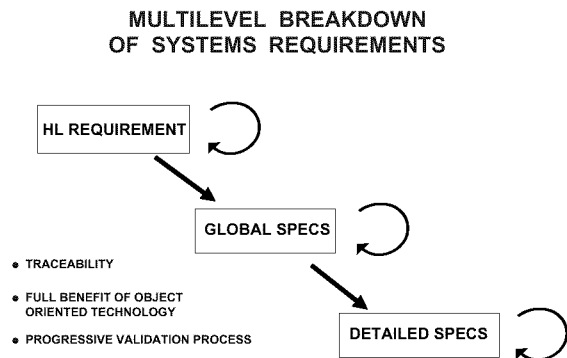 MULTILEVEL BREAKDOWN
OF SYSTEMS REQUIREMENTS
HL REQUIREMENT
GLOBAL SPECS
• TRACEABILITY
• FULL BENEFIT OF OBJECT
ORIENTED TECHNOLOGY
• PROGRESSIVE VALIDATION PROCESS
DETAILED SPECS